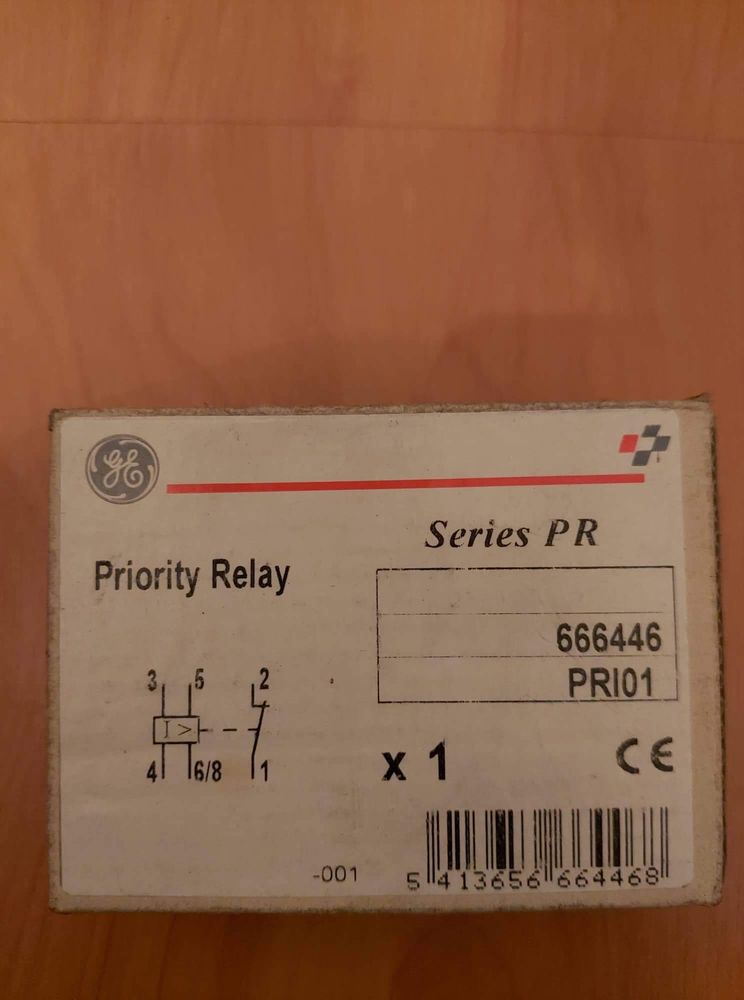 GE
Series PR
Priority Relay
666446
PRI01
3 5 2
I >
4 6/8 1
x 1
CE
-001
5 413656 664468